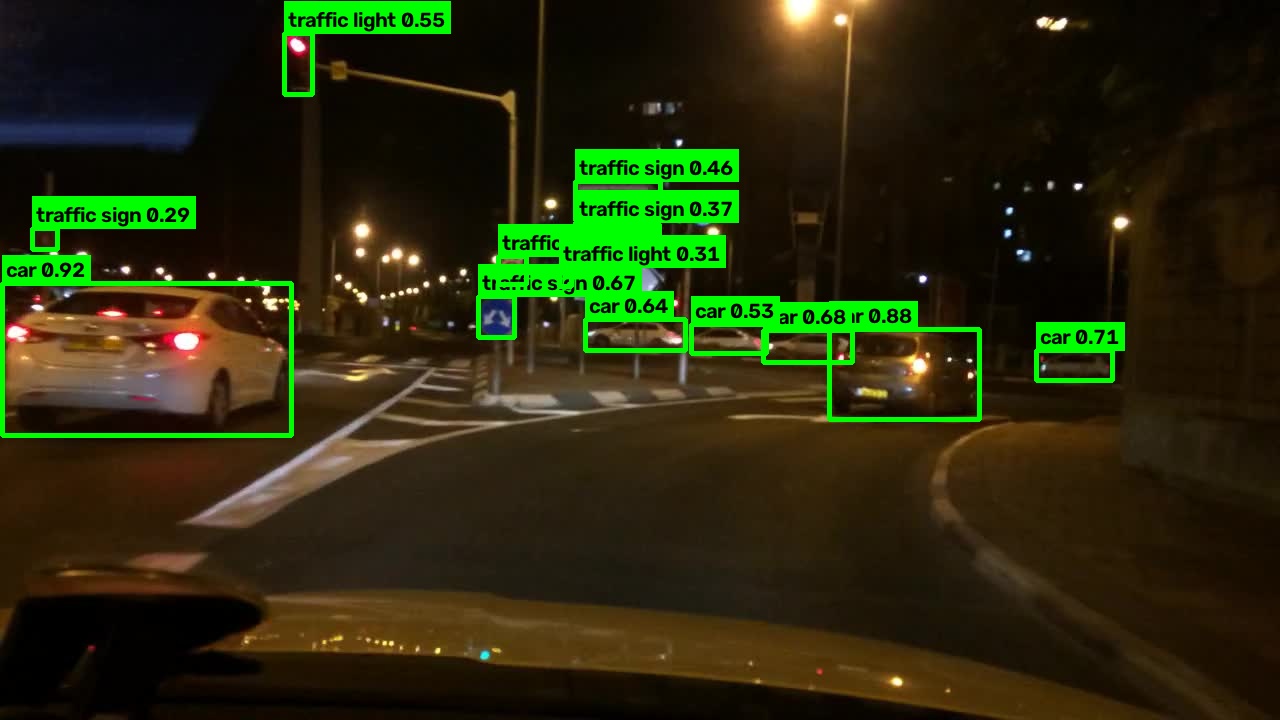 traffic light 0.55
traffic sign 0.46
traffic sign 0.37
traffic sign 0.29
traffic light 0.31
traffic sign 0.67
car 0.92
car 0.64
car 0.53
car 0.68
car 0.88
car 0.71